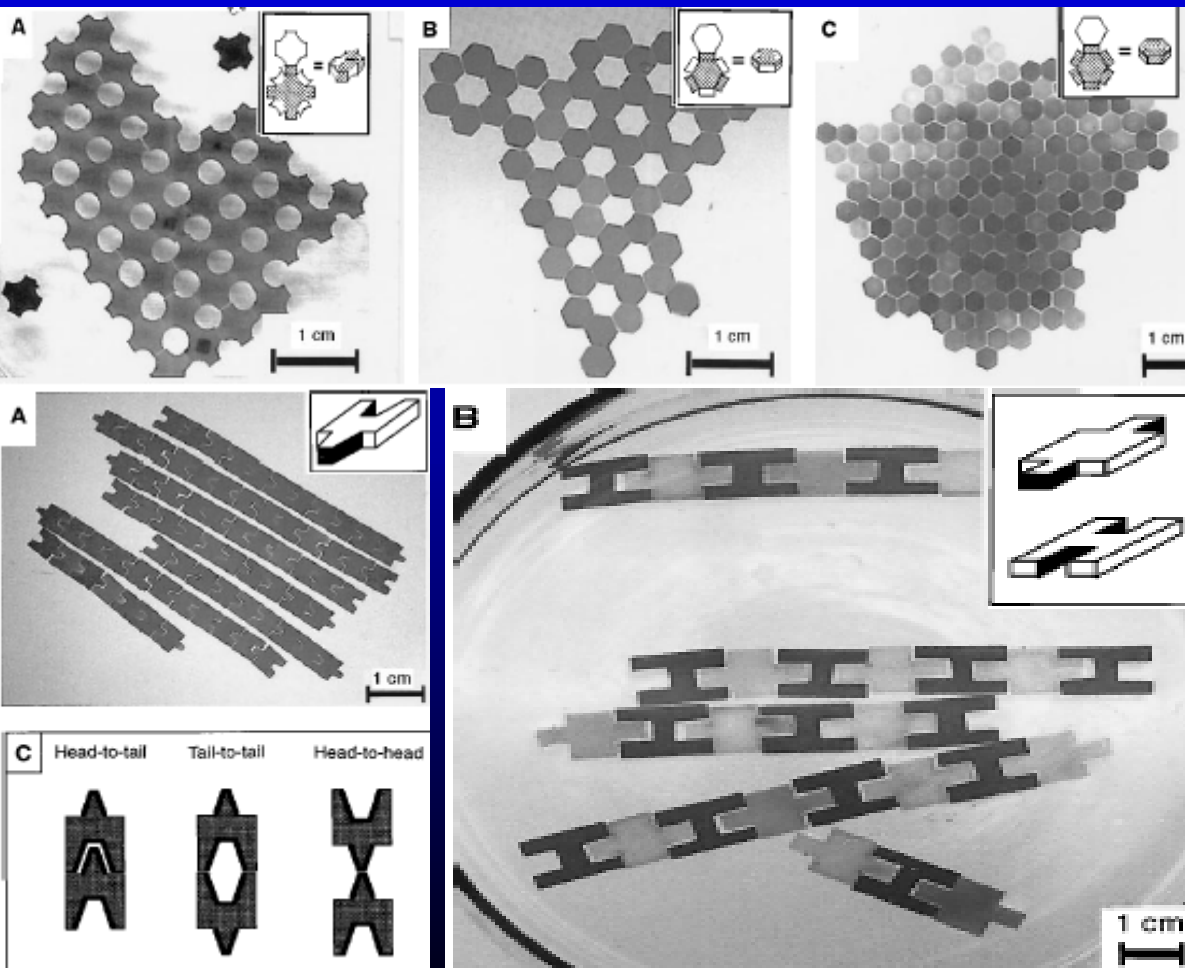 A
=
1 cm
B
=
1 cm
C
=
1 cm
A
1 cm
B
1 cm
C
Head-to-tail
Tail-to-tail
Head-to-head